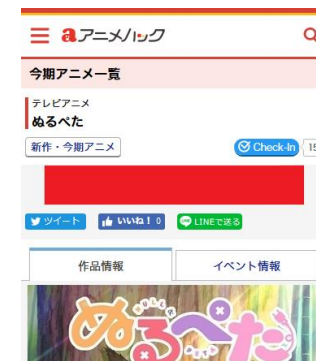 aアニメハック
今期アニメ一覧
テレビアニメ
ぬるぺた
新作・今期アニメ
Check-In
ツイート
いいね！ 0
LINEで送る
作品情報
イベント情報
ぬるぺた